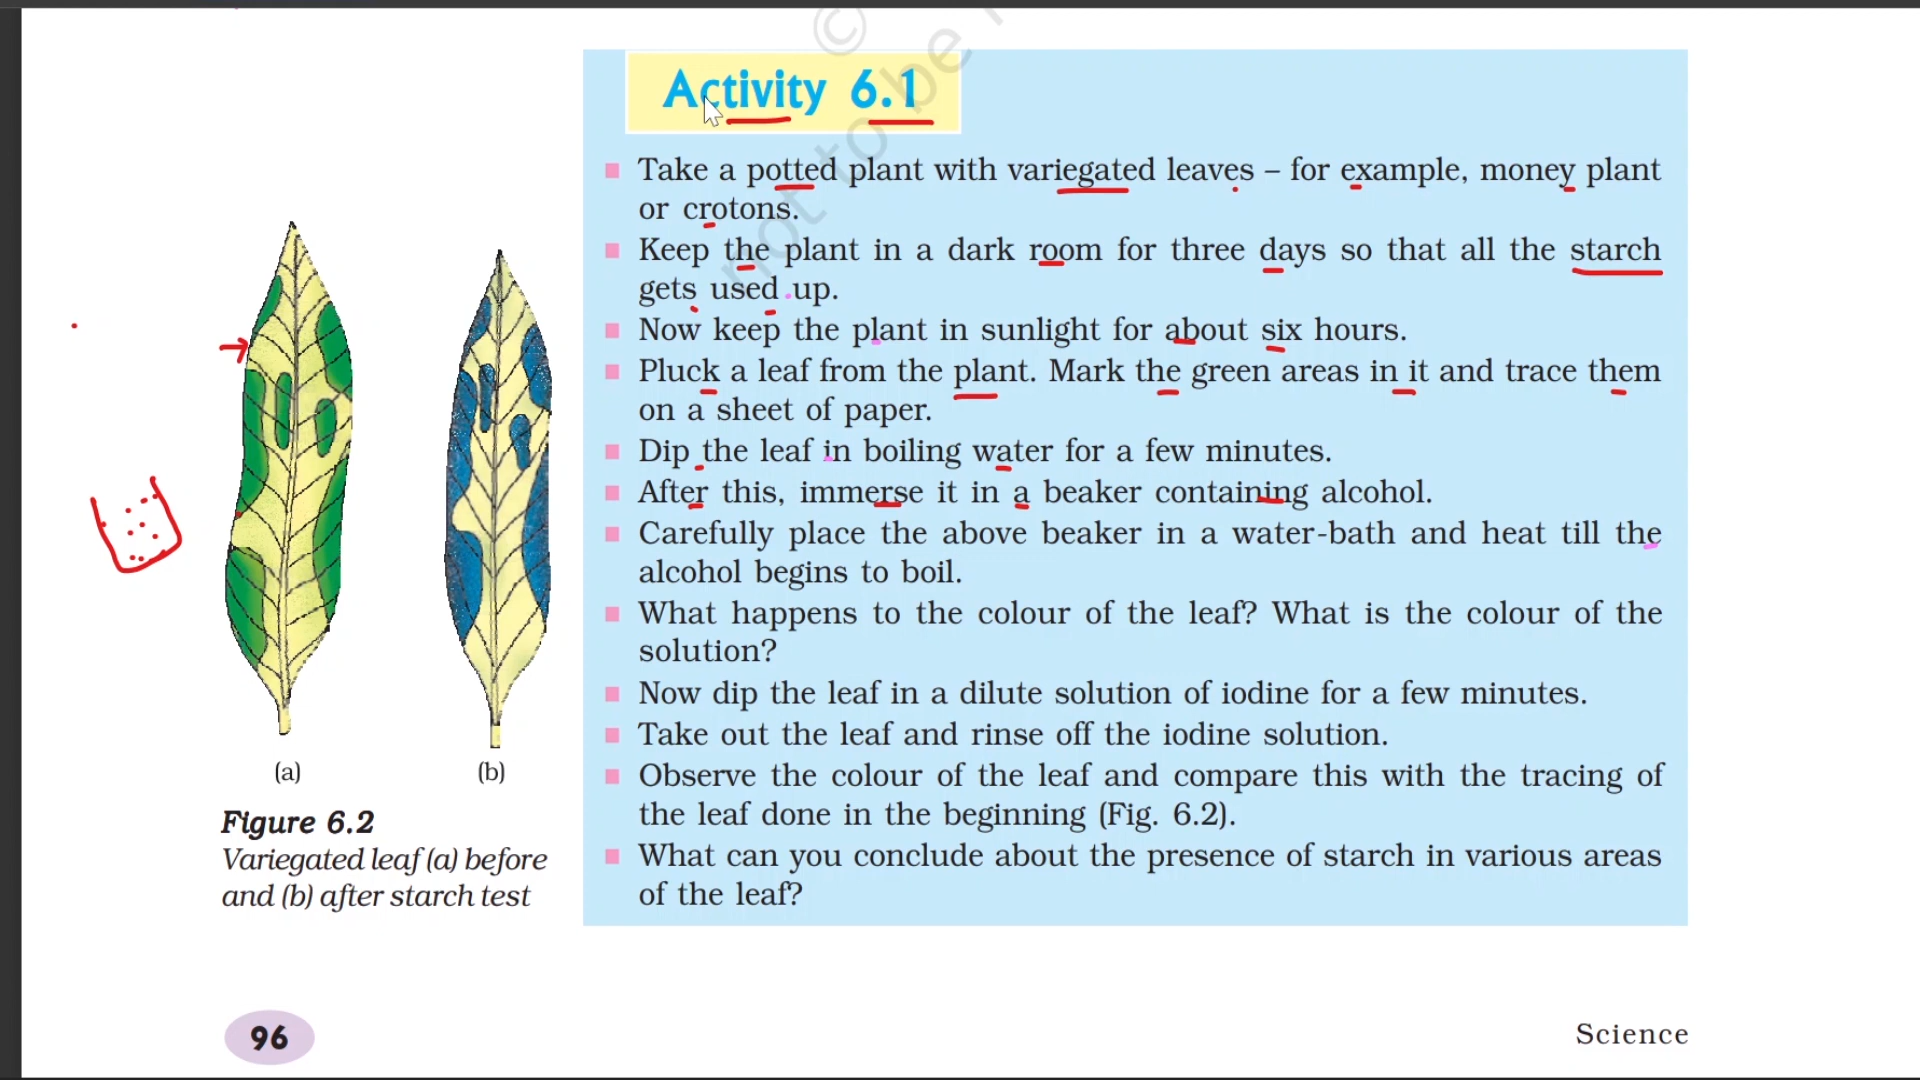 Activity 6.1
Take a potted plant with variegated leaves – for example, money plant
or crotons.
Keep the plant in a dark room for three days so that all the starch
gets used up.
Now keep the plant in sunlight for about six hours.
Pluck a leaf from the plant. Mark the green areas in it and trace them
on a sheet of paper.
Dip the leaf in boiling water for a few minutes.
After this, immerse it in a beaker containing alcohol.
Carefully place the above beaker in a water-bath and heat till the
alcohol begins to boil.
What happens to the colour of the leaf? What is the colour of the
solution?
Now dip the leaf in a dilute solution of iodine for a few minutes.
Take out the leaf and rinse off the iodine solution.
Observe the colour of the leaf and compare this with the tracing of
the leaf done in the beginning (Fig. 6.2).
What can you conclude about the presence of starch in various areas
of the leaf?
(a) (b)
Figure 6.2
Variegated leaf (a) before
and (b) after starch test
96
Science
© 
not to be